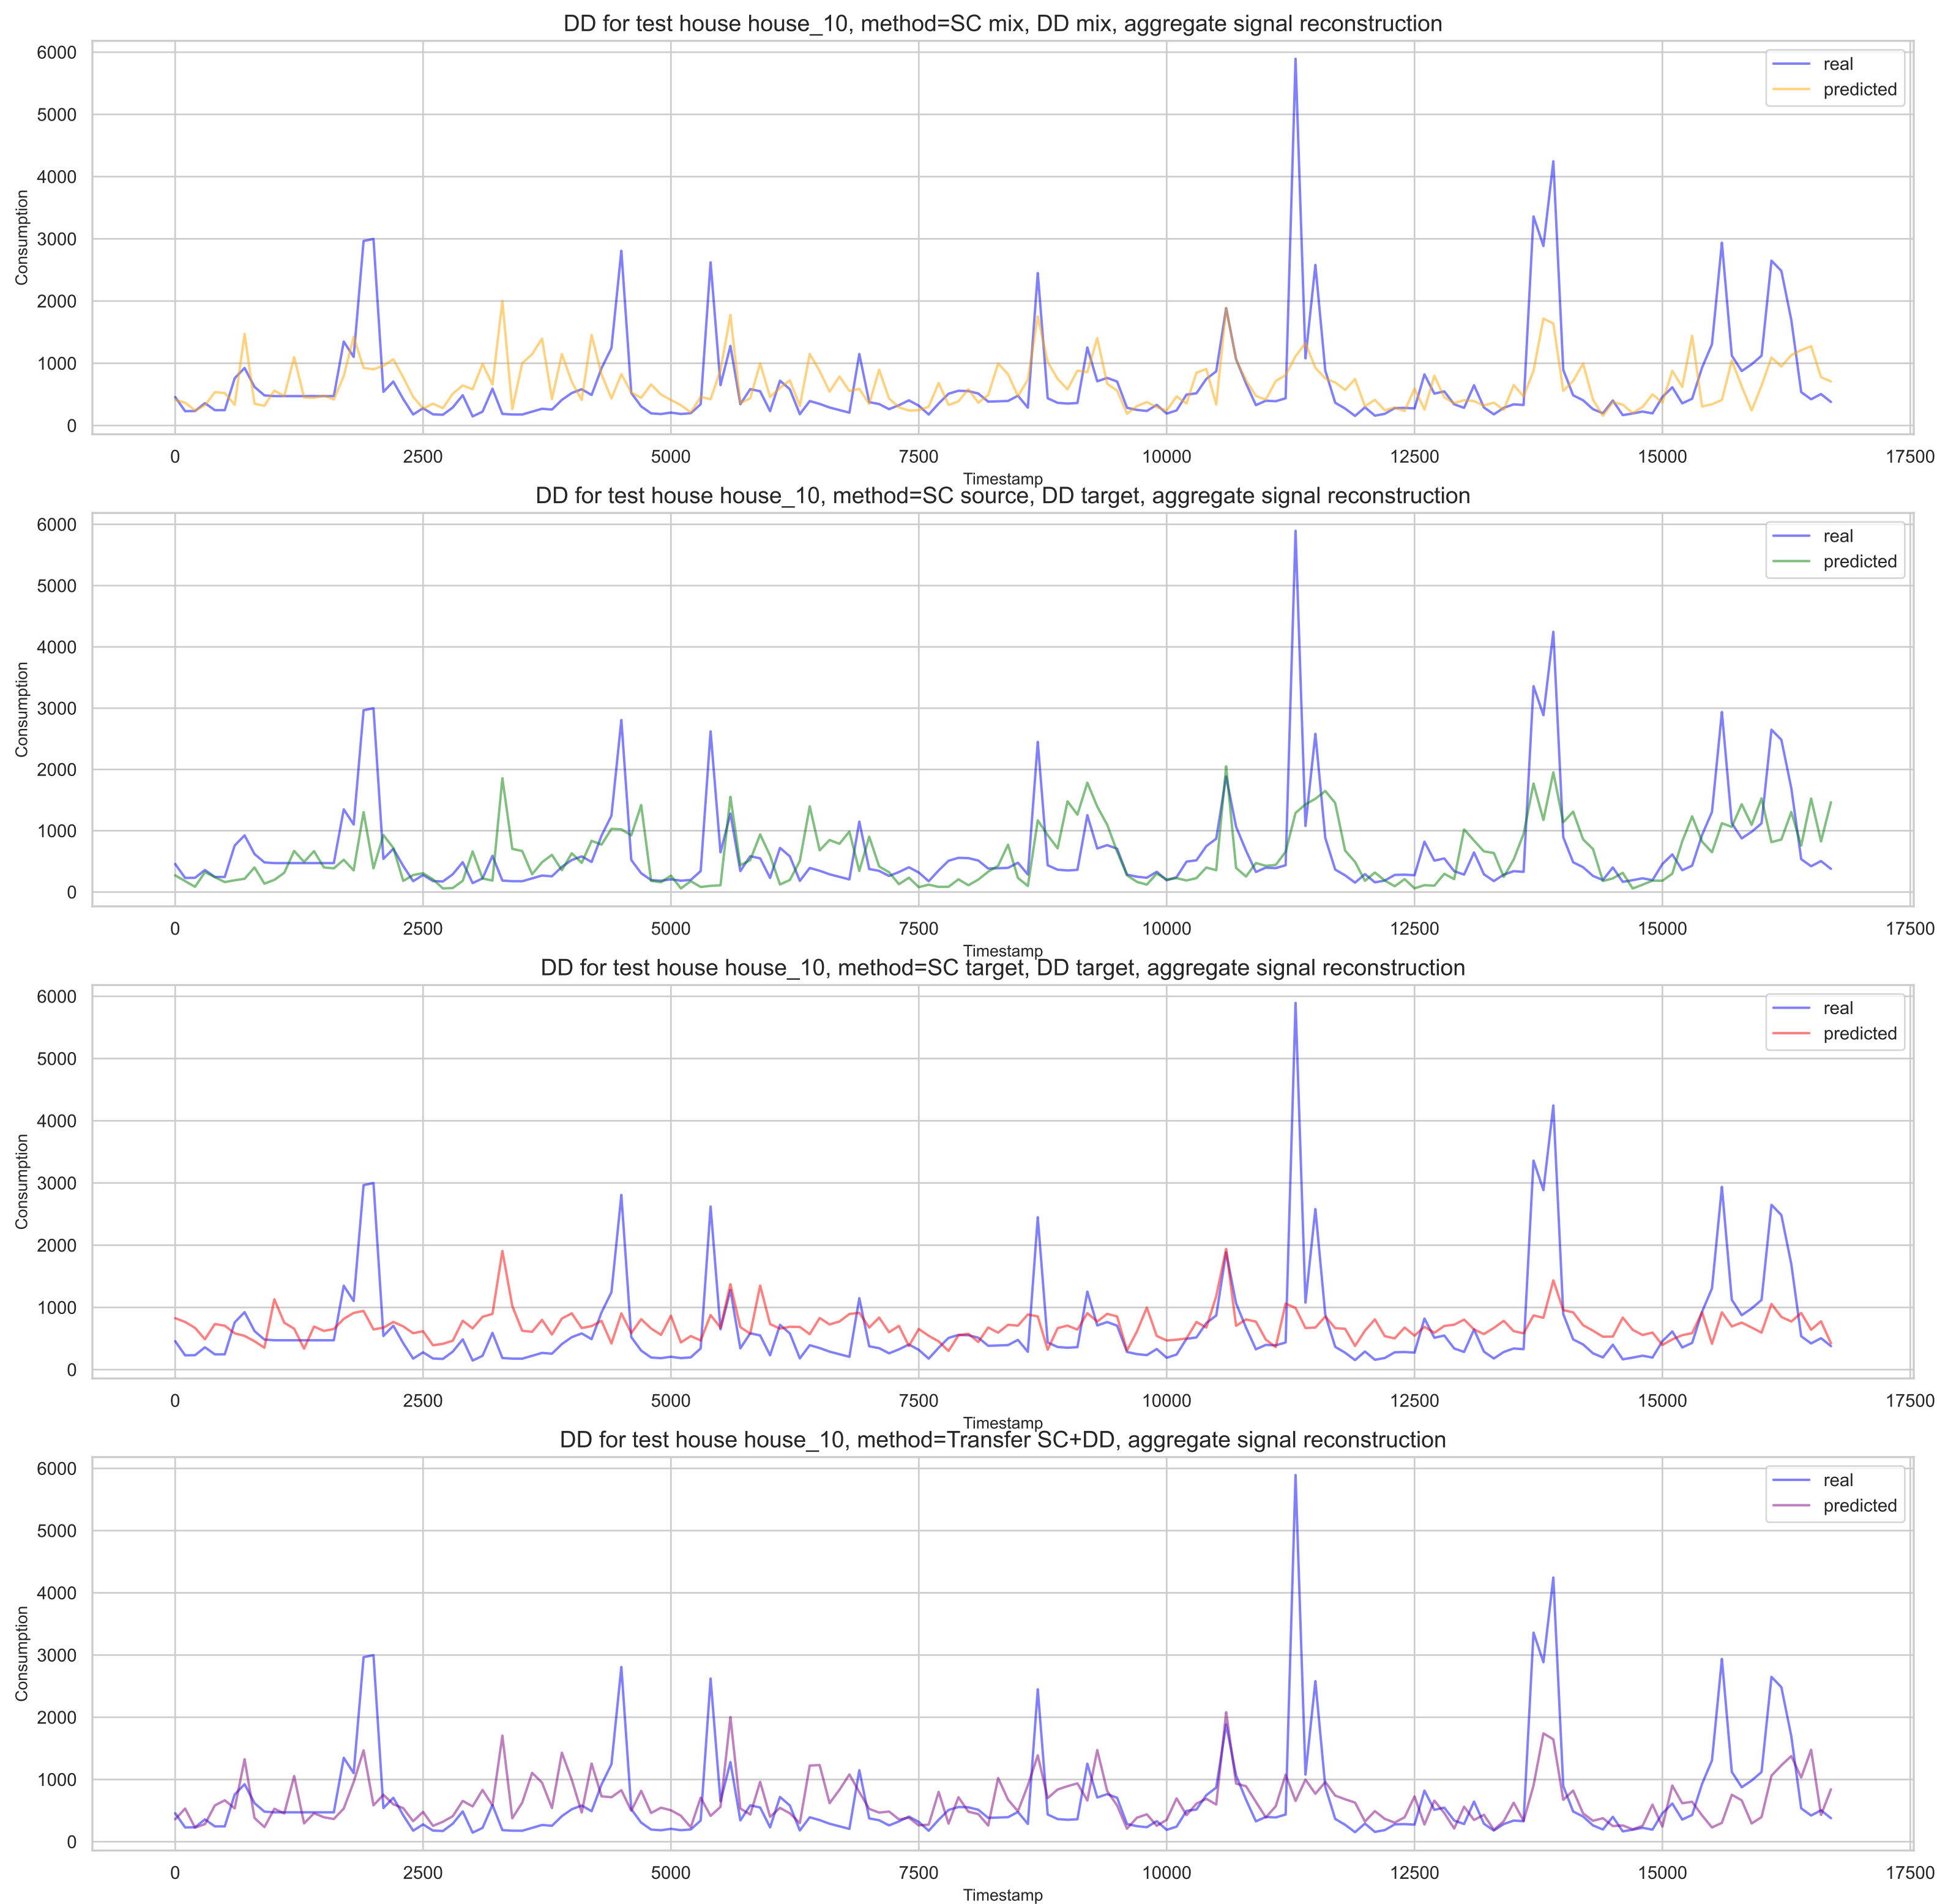 DD for test house house_10, method=SC mix, DD mix, aggregate signal reconstruction
6000
5000
4000
3000
2000
1000
0
Consumption
real
predicted
0 2500 5000 7500 10000 12500 15000 17500
Timestamp
DD for test house house_10, method=SC source, DD target, aggregate signal reconstruction
6000
5000
4000
3000
2000
1000
0
Consumption
real
predicted
0 2500 5000 7500 10000 12500 15000 17500
Timestamp
DD for test house house_10, method=SC target, DD target, aggregate signal reconstruction
6000
5000
4000
3000
2000
1000
0
Consumption
real
predicted
0 2500 5000 7500 10000 12500 15000 17500
Timestamp
DD for test house house_10, method=Transfer SC+DD, aggregate signal reconstruction
6000
5000
4000
3000
2000
1000
0
Consumption
real
predicted
0 2500 5000 7500 10000 12500 15000 17500
Timestamp